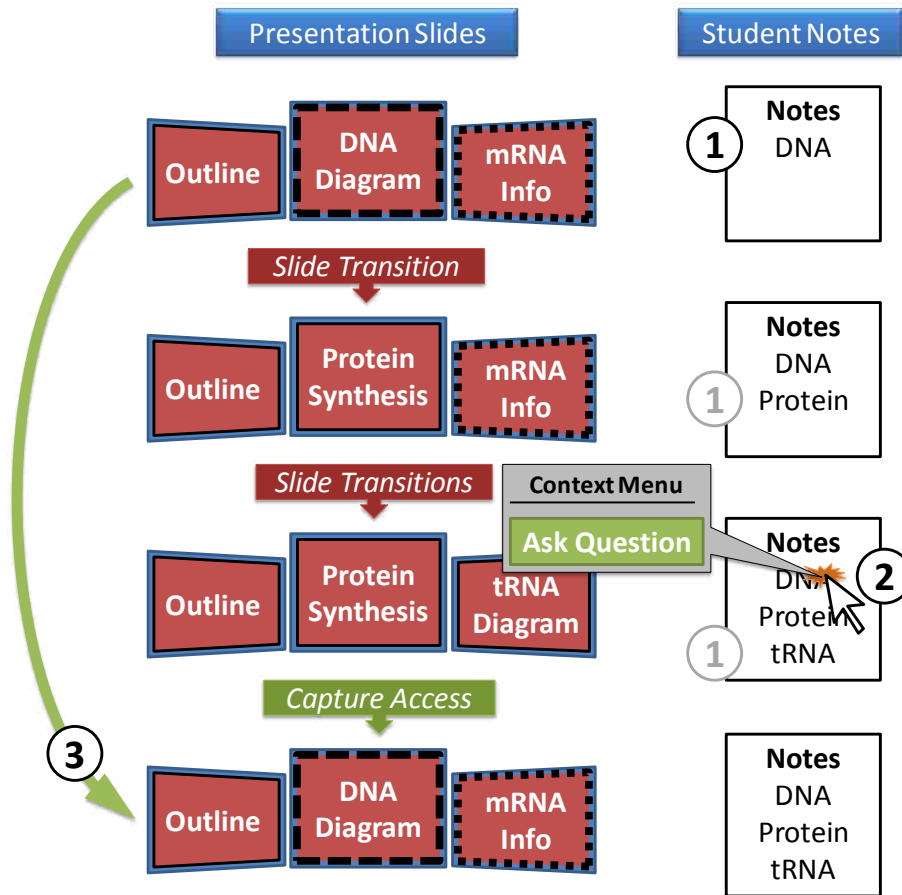 Presentation Slides
Student Notes
Outline
DNA
Diagram
mRNA
Info
1
Notes
DNA
Slide Transition
Outline
Protein
Synthesis
mRNA
Info
1
Notes
DNA
Protein
Slide Transitions
Context Menu
Ask Question
Outline
Protein
Synthesis
tRNA
Diagram
Notes
DNA
Protein
tRNA
2
1
Capture Access
3
Outline
DNA
Diagram
mRNA
Info
Notes
DNA
Protein
tRNA